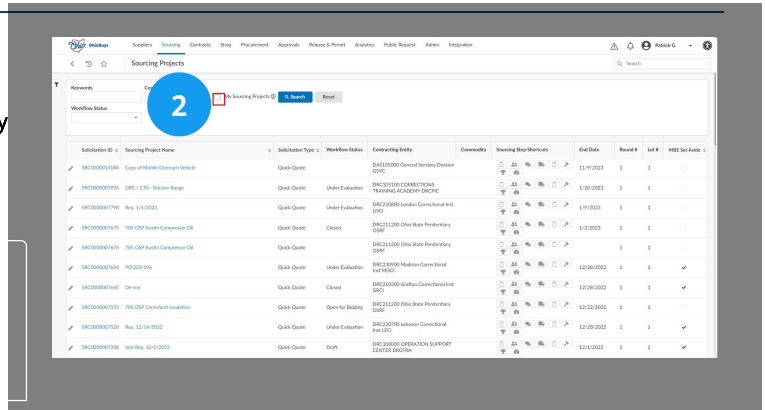 y
Ohio OhioBuys Suppliers Sourcing Contracts Shop Procurement Approvals Release & Permit Analytics Public Request Admin Integration Patrick G.
Sourcing Projects Search
Keywords
My Sourcing Projects Search Reset
2
Workflow Status
Solicitation ID Sourcing Project Name Solicitation Type Workflow Status Contracting Entity Commodity Sourcing Step Shortcuts End Date Round # Lot # MBE Set Aside
SRC0000014184 Copy of Mobile Outreach Vehicle Quick Quote DAS105000 General Services Division GSVC 11/9/2023 1 1
SRC0000007924 DRC / CTA - Kitchen Range Quick Quote Under Evaluation DRC105100 CORRECTIONS TRAINING ACADEMY DRCPIC 1/20/2023 1 1
SRC0000007790 Req. 1/4/2023 Quick Quote Under Evaluation DRC230800 London Correctional Inst LNCI 1/9/2023 1 1
SRC0000007675 705 OSP Austin Compressor Oil Quick Quote Closed DRC211200 Ohio State Penitentiary OSRF 1/3/2023 1 1
SRC0000007674 705 OSP Austin Compressor Oil Quick Quote DRC211200 Ohio State Penitentiary OSRF 1 1
SRC0000007654 PO:223-596 Quick Quote Under Evaluation DRC230900 Madison Correctional Inst MOCI 12/28/2022 1 1
SRC0000007645 De-icer Quick Quote Closed DRC210300 Grafton Correctional Inst GRCI 12/28/2022 1 1
SRC0000007553 705 OSP Centofanti Insulation Quick Quote Open for Bidding DRC211200 Ohio State Penitentiary OSRF 12/22/2022 1 1
SRC0000007520 Req. 12/14/2022 Quick Quote Under Evaluation DRC230700 Lebanon Correctional Inst LECI 12/20/2022 1 1
SRC0000007338 test-Req. 12/1/2022 Quick Quote Draft DRC100000 OPERATION SUPPORT CENTER DRCFRA 12/1/2022 1 1